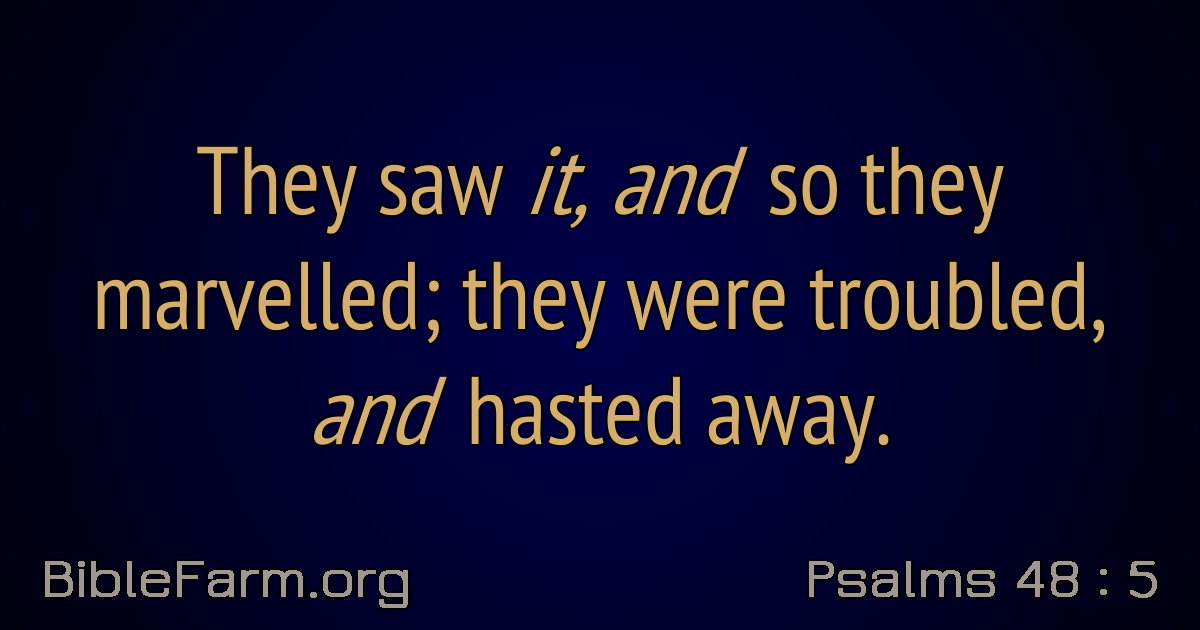 They saw it, and so they
marvelled; they were troubled,
and hasted away.
BibleFarm.org
Psalms 48 : 5